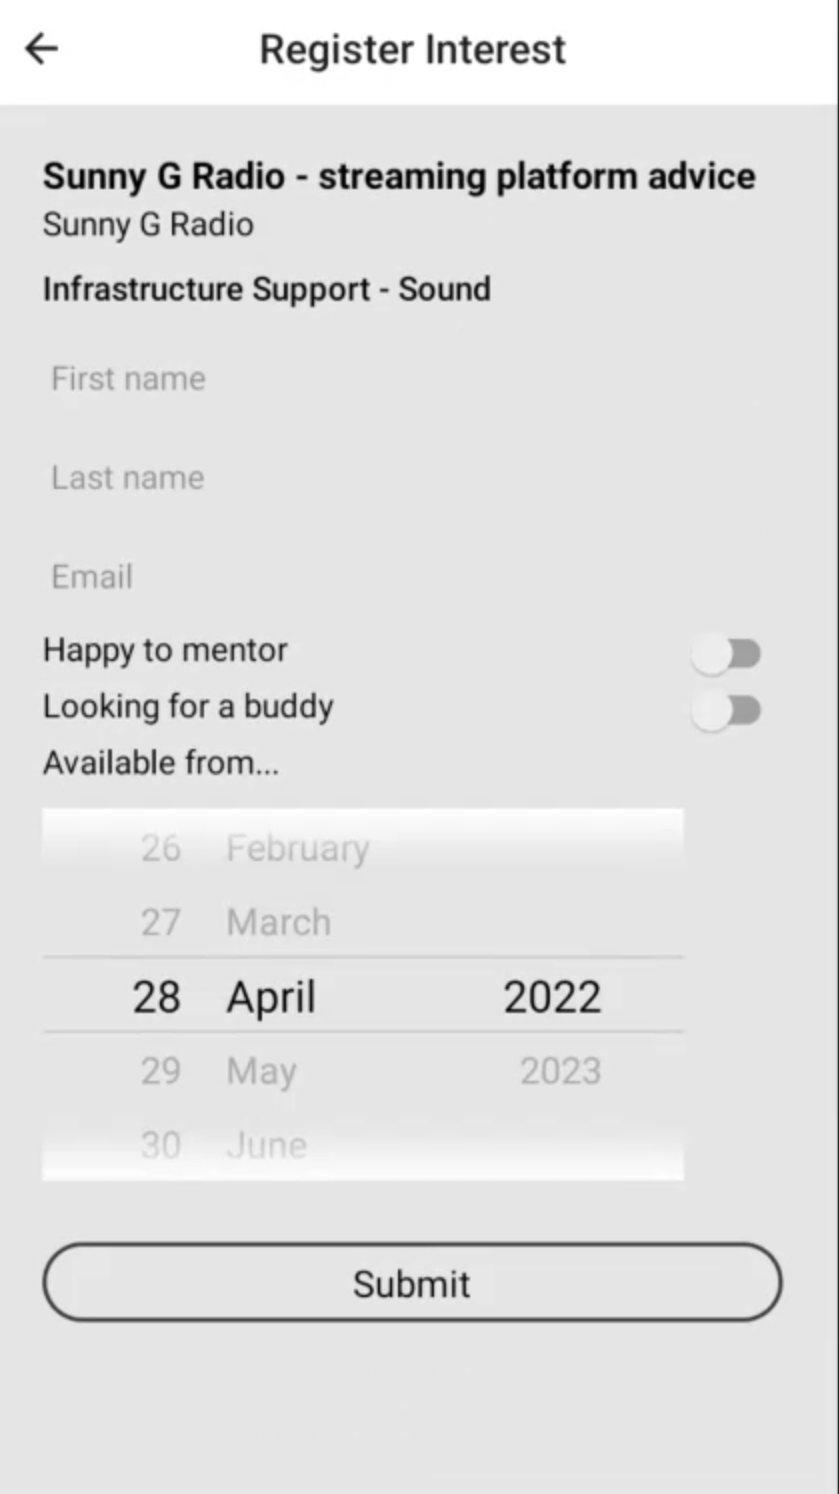 Register Interest
Sunny G Radio - streaming platform advice
Sunny G Radio
Infrastructure Support - Sound
First name
Last name
Email
Happy to mentor
Looking for a buddy
Available from...
26 February
27 March
28 April 2022
29 May 2023
30 June
Submit